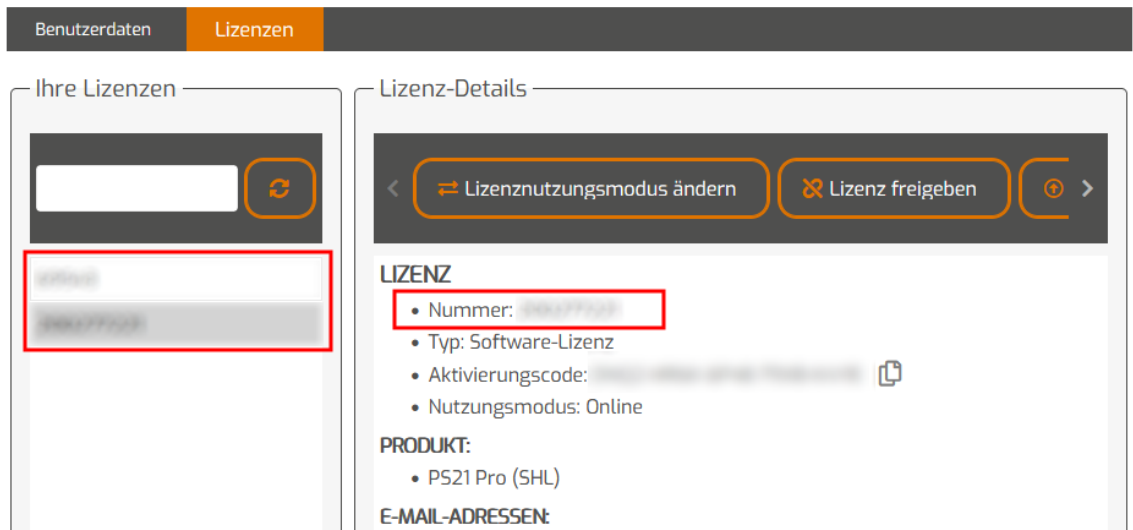 Benutzerdaten Lizenzen
Ihre Lizenzen
Lizenz-Details
Lizenznutzungsmodus ändern
Lizenz freigeben
LIZENZ
• Nummer:
• Typ: Software-Lizenz
• Aktivierungscode:
• Nutzungsmodus: Online
PRODUKT:
• PS21 Pro (SHL)
E-MAIL-ADRESSEN: